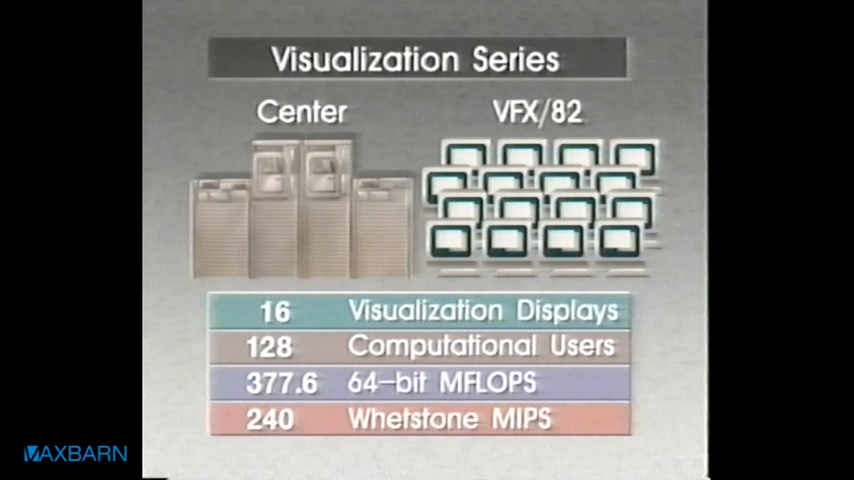 Visualization Series
Center
VFX/82
16 Visualization Displays
128 Computational Users
377.6 64-bit MFLOPS
240 Whetstone MIPS
VAXBARN